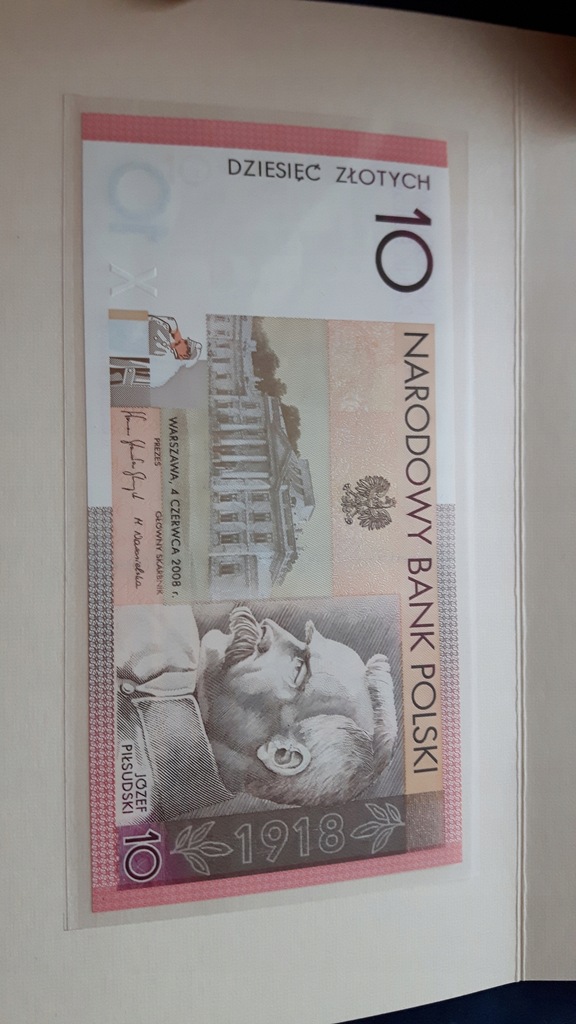 DZIESIĘĆ ZŁOTYCH
10
NARODOWY BANK POLSKI
X
WARSZAWA, 4 CZERWCA 2008 r.
PREZES
GŁÓWNY SKARBNIK
1918
JÓZEF
PIŁSUDSKI
10